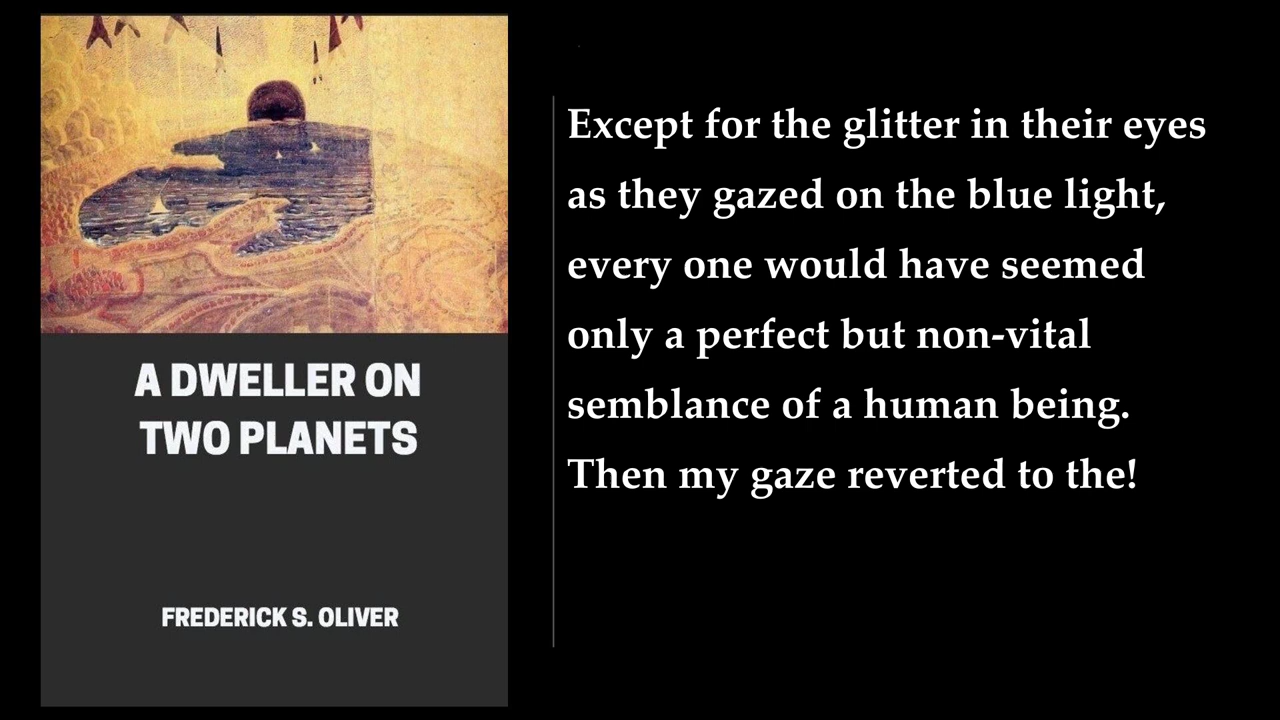 A DWELLER ON
TWO PLANETS
FREDERICK S. OLIVER
Except for the glitter in their eyes
as they gazed on the blue light,
every one would have seemed
only a perfect but non-vital
semblance of a human being.
Then my gaze reverted to the!